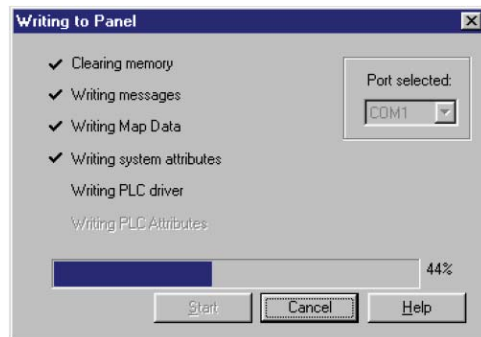 Writing to Panel
Clearing memory
Writing messages
Writing Map Data
Writing system attributes
Writing PLC driver
Writing PLC Attributes
Port selected:
COM1
44%
Start
Cancel
Help